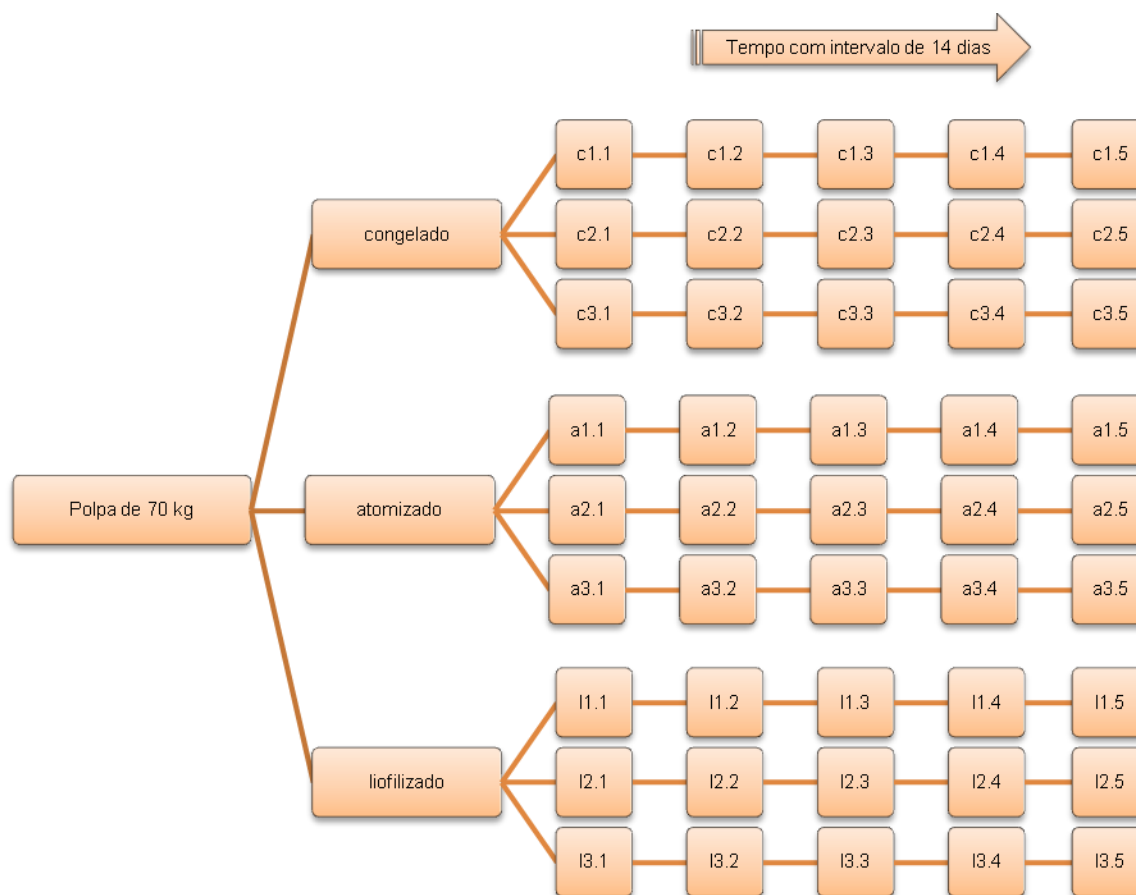 Tempo com intervalo de 14 dias
c1.1 c1.2 c1.3 c1.4 c1.5
congelado c2.1 c2.2 c2.3 c2.4 c2.5
c3.1 c3.2 c3.3 c3.4 c3.5
a1.1 a1.2 a1.3 a1.4 a1.5
Polpa de 70 kg atomizado a2.1 a2.2 a2.3 a2.4 a2.5
a3.1 a3.2 a3.3 a3.4 a3.5
l1.1 l1.2 l1.3 l1.4 l1.5
liofilizado l2.1 l2.2 l2.3 l2.4 l2.5
l3.1 l3.2 l3.3 l3.4 l3.5